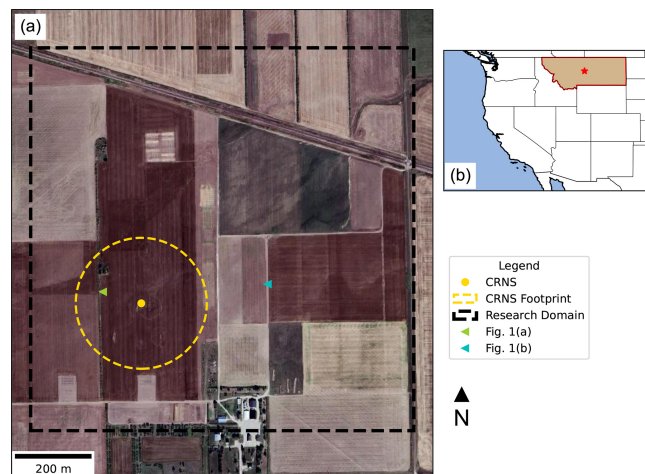 (a)
200 m
(b)
Legend
CRNS
CRNS Footprint
Research Domain
Fig. 1(a)
Fig. 1(b)
N